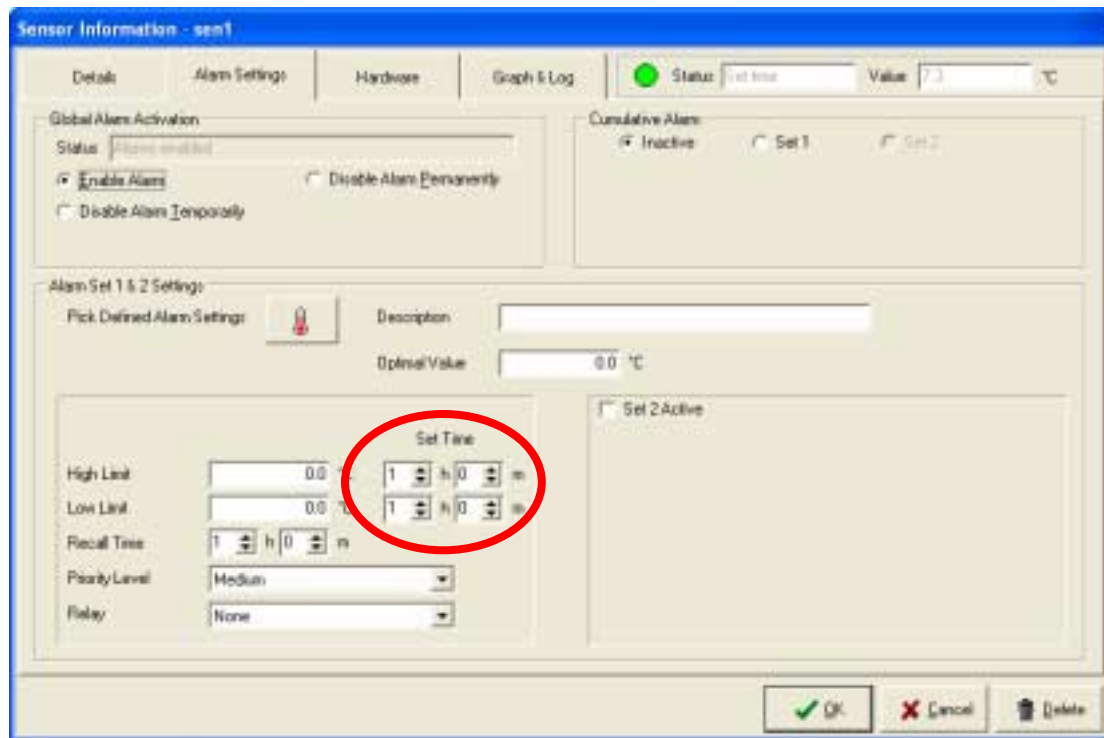 Sensor Information - sen1
Details Alarm Settings Hardware Graph & Log Status Set time Value 7.3 °C
Global Alarm Activation Cumulative Alarm
Status Alarms enabled Inactive Set 1 Set 2
Enable Alarm Disable Alarm Permanently
Disable Alarm Temporarily
Alarm Set 1 & 2 Settings
Pick Defined Alarm Settings Description
Optimal Value 0.0 °C
Set 2 Active
Set Time
High Limit 0.0 °C 1 h 0 m
Low Limit 0.0 °C 1 h 0 m
Recall Time 1 h 0 m
Priority Level Medium
Relay None
OK Cancel Delete